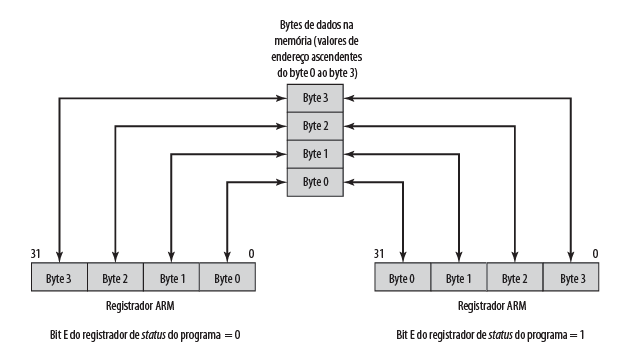 Bytes de dados na
memória (valores de
endereço ascendentes
do byte 0 ao byte 3)
Byte 3
Byte 2
Byte 1
Byte 0
31 0
Byte 3 Byte 2 Byte 1 Byte 0
Registrador ARM
Bit E do registrador de status do programa = 0
31 0
Byte 0 Byte 1 Byte 2 Byte 3
Registrador ARM
Bit E do registrador de status do programa = 1